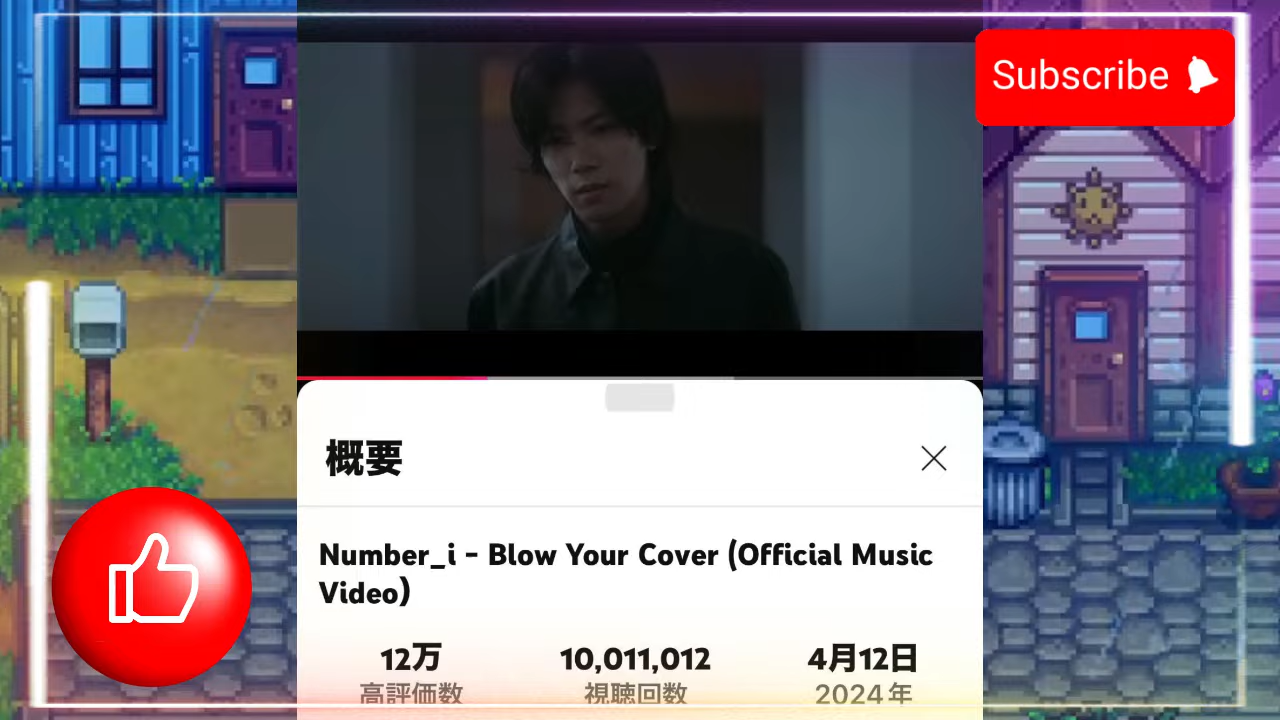 Subscribe
概要
Number_i - Blow Your Cover (Official Music
Video)
12万 10,011,012 4月12日
高評価数 視聴回数 2024年